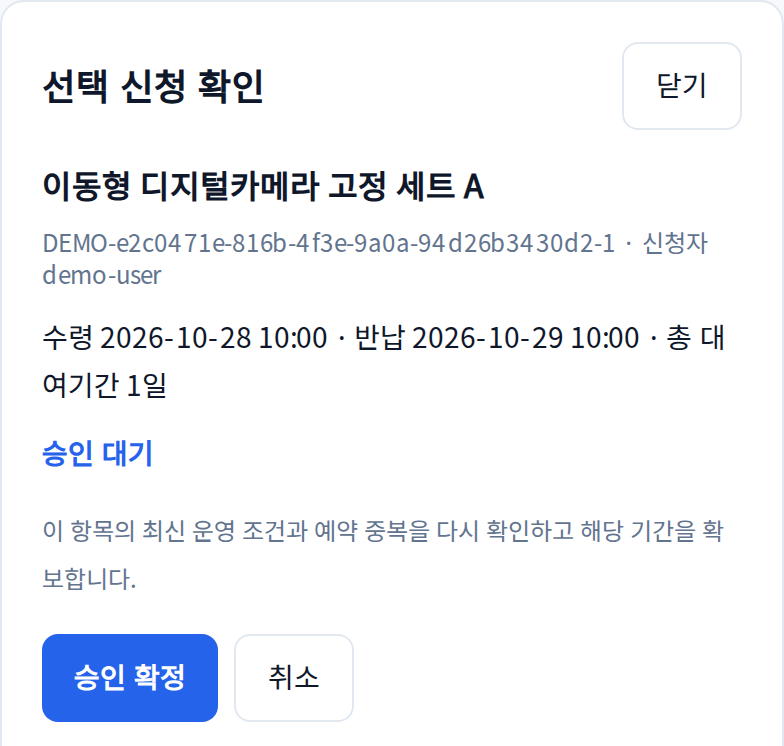 선택 신청 확인
닫기
이동형 디지털카메라 고정 세트 A
DEMO-e2c0471e-816b-4f3e-9a0a-94d26b3430d2-1 · 신청자
demo-user
수령 2026-10-28 10:00 · 반납 2026-10-29 10:00 · 총 대
여기간 1일
승인 대기
이 항목의 최신 운영 조건과 예약 중복을 다시 확인하고 해당 기간을 확
보합니다.
승인 확정
취소